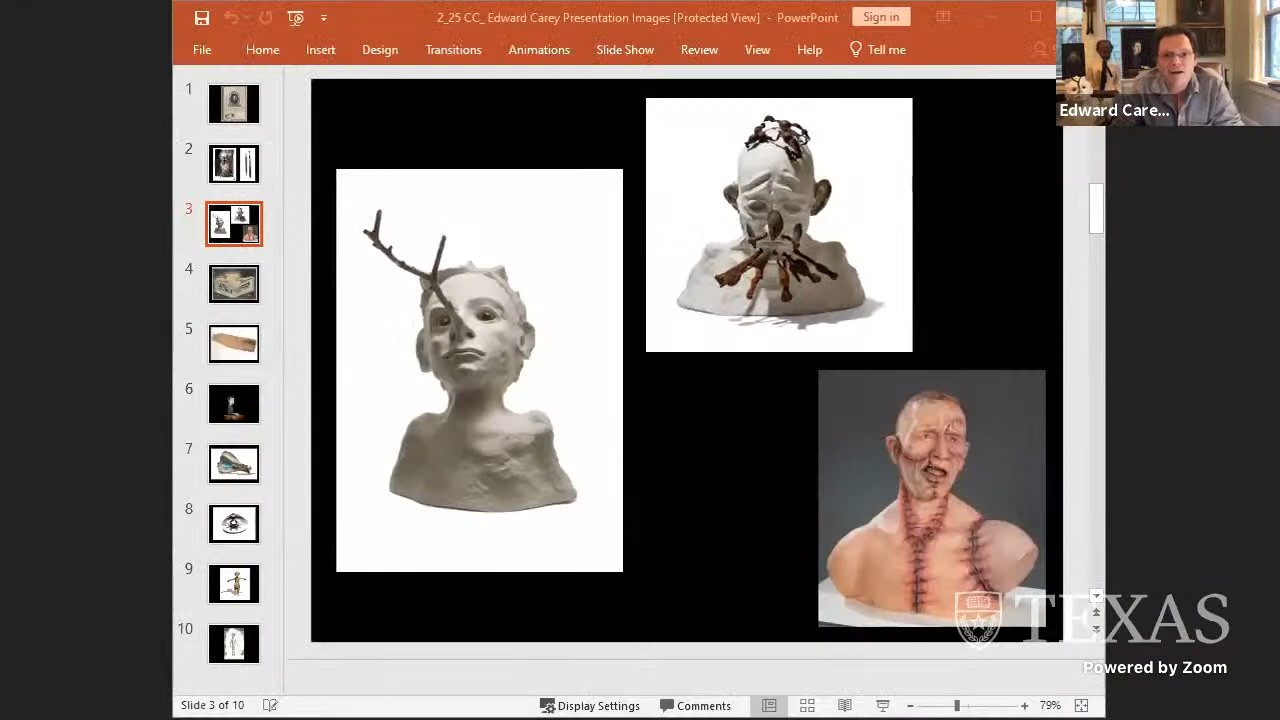 2_25 CC_ Edward Carey Presentation Images [Protected View] - PowerPoint
Sign in
File Home Insert Design Transitions Animations Slide Show Review View Help Tell me
Edward Care...
1
2
3
4
5
6
7
8
9
10
TEXAS
Powered by Zoom
Slide 3 of 10
Display Settings
Comments
79%